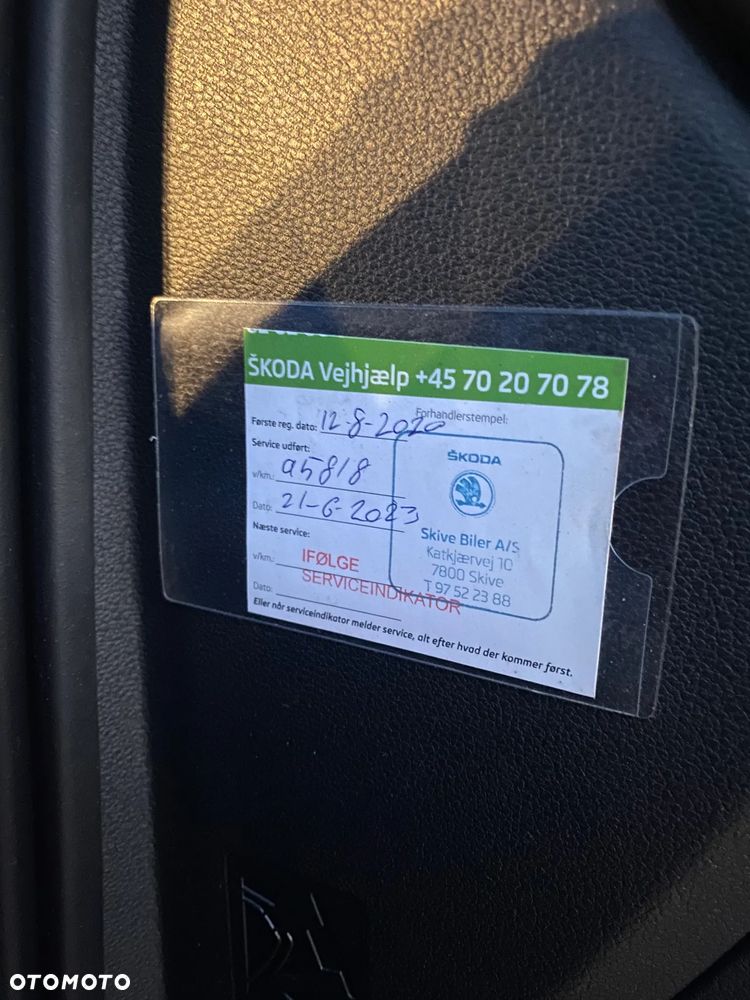 ŠKODA Vejhjælp +45 70 20 70 78
Første reg. dato: 12-8-2020
Forhandlerstempel:
Service udført:
v/km.: 95818
Dato: 21-6-2023
Næste service:
v/km.: IFØLGE
SERVICEINDIKATOR
Dato:
ŠKODA
Skive Biler A/S
Katkjærvej 10
7800 Skive
T 97 52 23 88
Eller når serviceindikator melder service, alt efter hvad der kommer først.
OTOMOTO